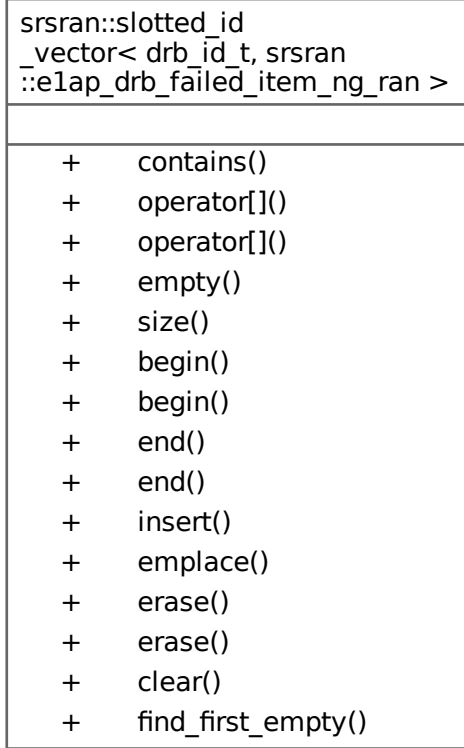 srsran::slotted_id
_vector< drb_id_t, srsran
::e1ap_drb_failed_item_ng_ran >
+ contains()
+ operator[]()
+ operator[]()
+ empty()
+ size()
+ begin()
+ begin()
+ end()
+ end()
+ insert()
+ emplace()
+ erase()
+ erase()
+ clear()
+ find_first_empty()